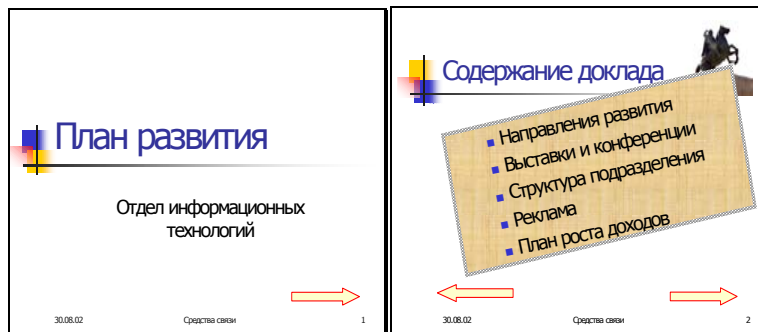 План развития
Отдел информационных
технологий
30.08.02 Средства связи 1
Содержание доклада
Направления развития
Выставки и конференции
Структура подразделения
Реклама
План роста доходов
30.08.02 Средства связи 2